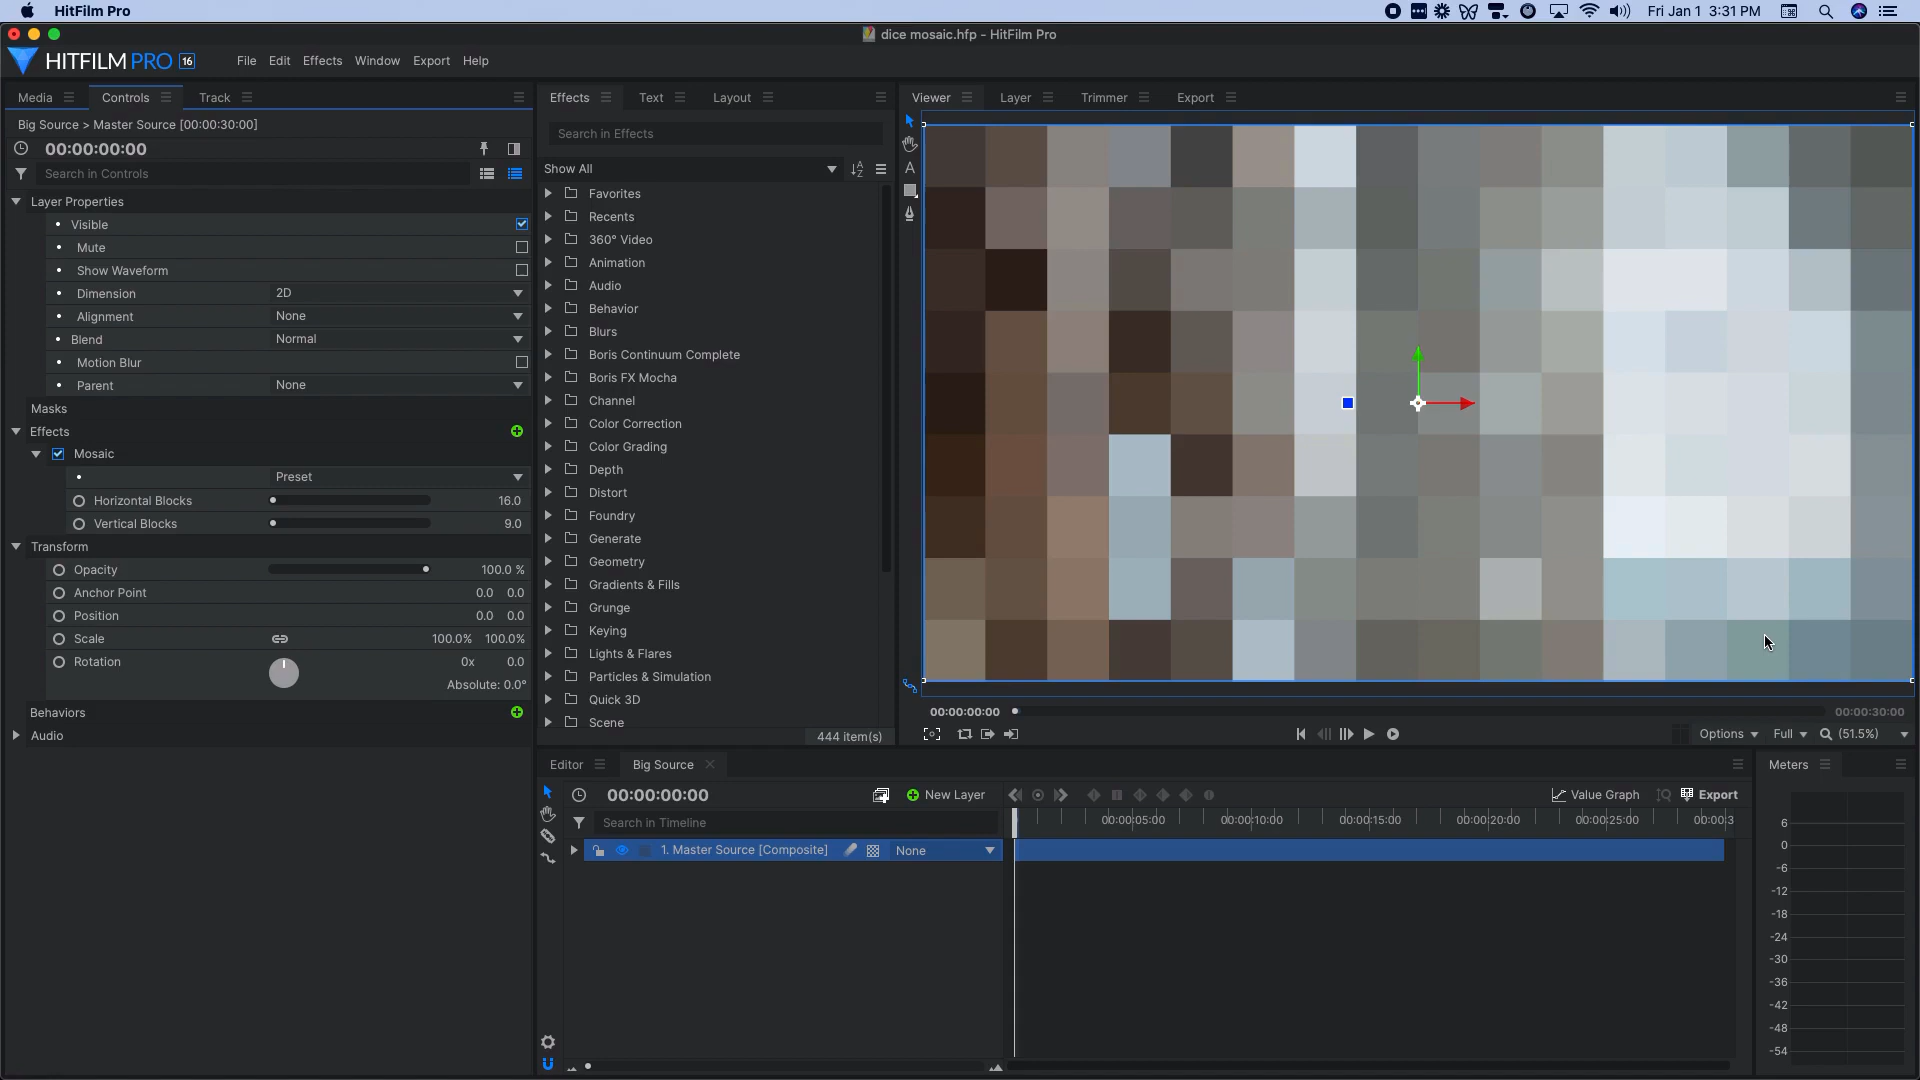 HitFilm Pro
Fri Jan 1 3:31 PM
dice mosaic.hfp - HitFilm Pro
HITFILM PRO 16
File Edit Effects Window Export Help
Media Controls Track
Big Source > Master Source [00:00:30:00]
00:00:00:00
Search in Controls
Layer Properties
Visible
Mute
Show Waveform
Dimension 2D
Alignment None
Blend Normal
Motion Blur
Parent None
Masks
Effects
Mosaic
Preset
Horizontal Blocks 16.0
Vertical Blocks 9.0
Transform
Opacity 100.0 %
Anchor Point 0.0 0.0
Position 0.0 0.0
Scale 100.0% 100.0%
Rotation 0x 0.0
Absolute: 0.0°
Behaviors
Audio
Effects Text Layout
Search in Effects
Show All
Favorites
Recents
360° Video
Animation
Audio
Behavior
Blurs
Boris Continuum Complete
Boris FX Mocha
Channel
Color Correction
Color Grading
Depth
Distort
Foundry
Generate
Geometry
Gradients & Fills
Grunge
Keying
Lights & Flares
Particles & Simulation
Quick 3D
Scene
444 item(s)
Viewer Layer Trimmer Export
A
00:00:00:00 00:00:30:00
Options Full (51.5%)
Editor Big Source
00:00:00:00 New Layer Value Graph Export
Search in Timeline
00:00:05:00 00:00:10:00 00:00:15:00 00:00:20:00 00:00:25:00 00:00:3
1. Master Source [Composite] None
Meters
6
0
-6
-12
-18
-24
-30
-36
-42
-48
-54